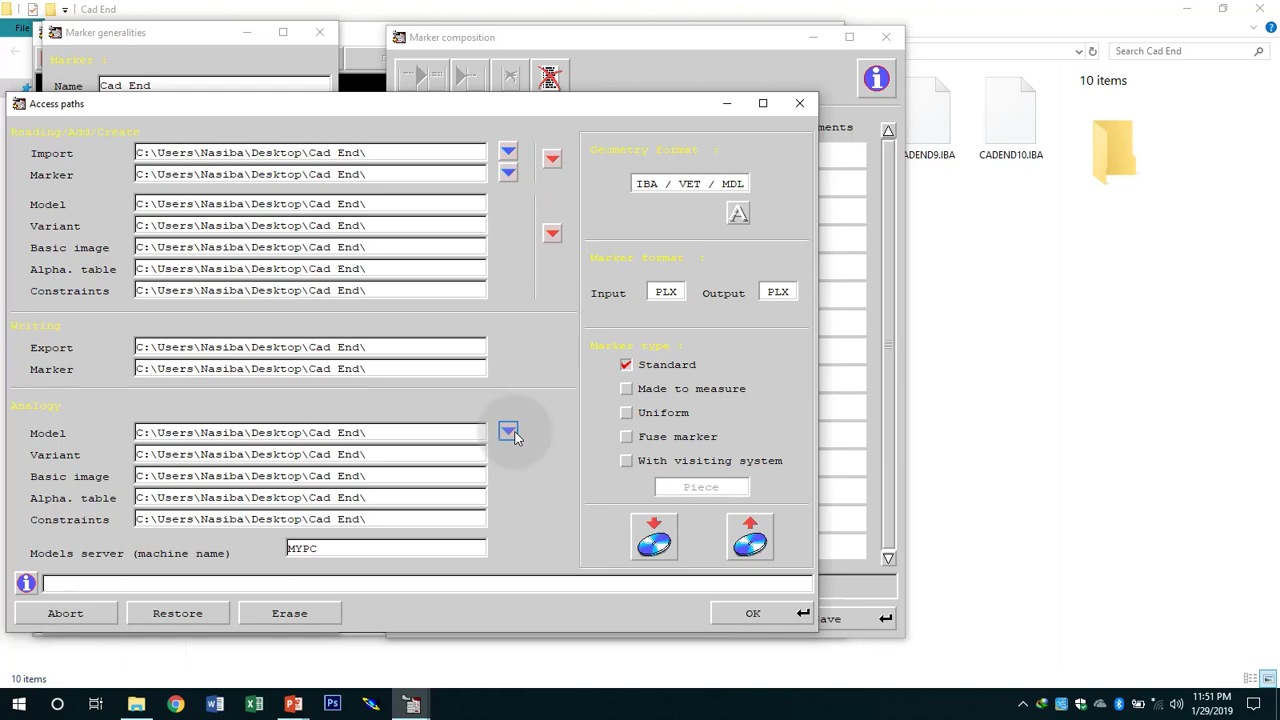 Cad End
File
Marker generalities
Marker :
Name Cad End
Marker composition
Search Cad End
10 items
ments
CADEND9.IBA
CADEND10.IBA
Access paths
Reading/Add/Create
Import C:\Users\Nasiba\Desktop\Cad End\
Marker C:\Users\Nasiba\Desktop\Cad End\
Model C:\Users\Nasiba\Desktop\Cad End\
Variant C:\Users\Nasiba\Desktop\Cad End\
Basic image C:\Users\Nasiba\Desktop\Cad End\
Alpha. table C:\Users\Nasiba\Desktop\Cad End\
Constraints C:\Users\Nasiba\Desktop\Cad End\
Writing
Export C:\Users\Nasiba\Desktop\Cad End\
Marker C:\Users\Nasiba\Desktop\Cad End\
Analogy
Model C:\Users\Nasiba\Desktop\Cad End\
Variant C:\Users\Nasiba\Desktop\Cad End\
Basic image C:\Users\Nasiba\Desktop\Cad End\
Alpha. table C:\Users\Nasiba\Desktop\Cad End\
Constraints C:\Users\Nasiba\Desktop\Cad End\
Models server (machine name) MYPC
Geometry format :
IBA / VET / MDL
A
Marker format :
Input PLX Output PLX
Marker type :
Standard
Made to measure
Uniform
Fuse marker
With visiting system
Piece
Abort Restore Erase OK
ave
10 items
11:51 PM
1/29/2019